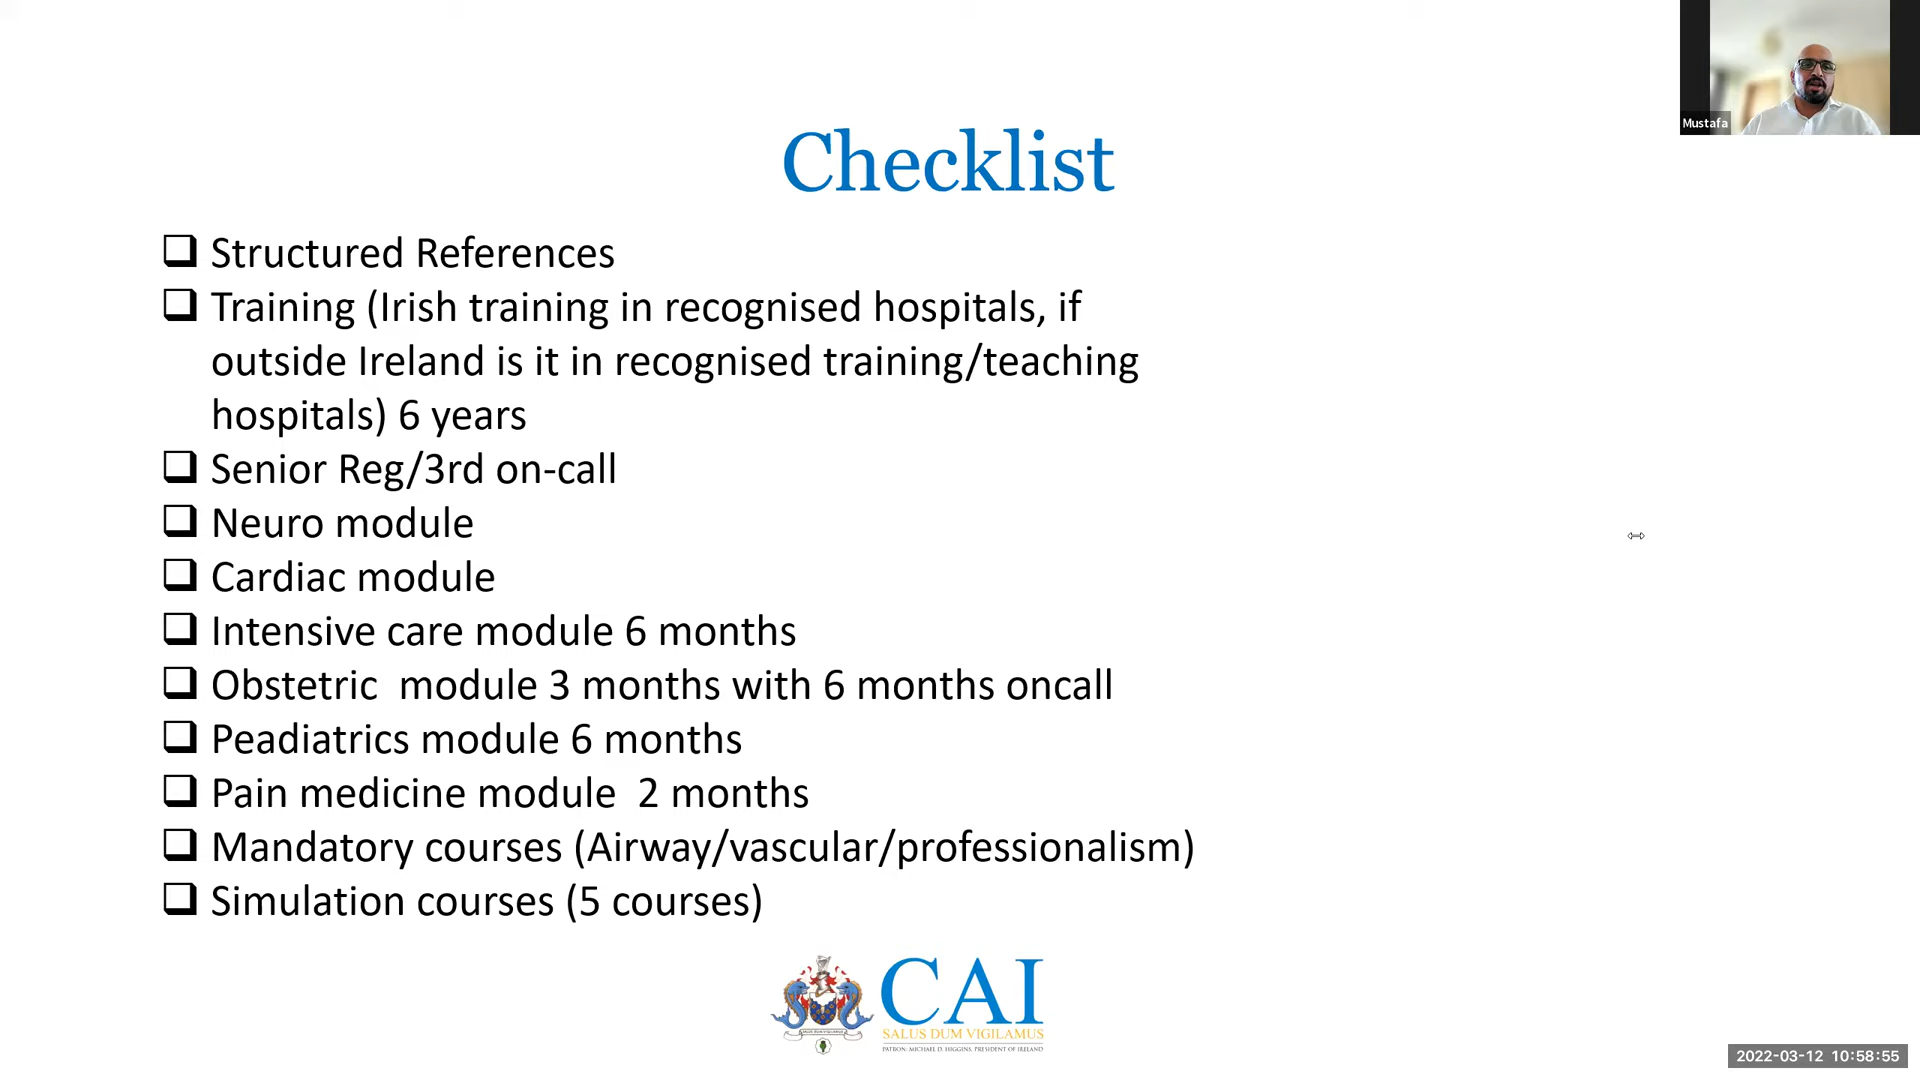 Mustafa
Checklist
Structured References
Training (Irish training in recognised hospitals, if
outside Ireland is it in recognised training/teaching
hospitals) 6 years
Senior Reg/3rd on-call
Neuro module
Cardiac module
Intensive care module 6 months
Obstetric  module 3 months with 6 months oncall
Peadiatrics module 6 months
Pain medicine module  2 months
Mandatory courses (Airway/vascular/professionalism)
Simulation courses (5 courses)
CAI
SALUS DUM VIGILAMUS
PATRON: MICHAEL D. HIGGINS, PRESIDENT OF IRELAND
SALUS DUM VIGILAMUS
2022-03-12 10:58:55